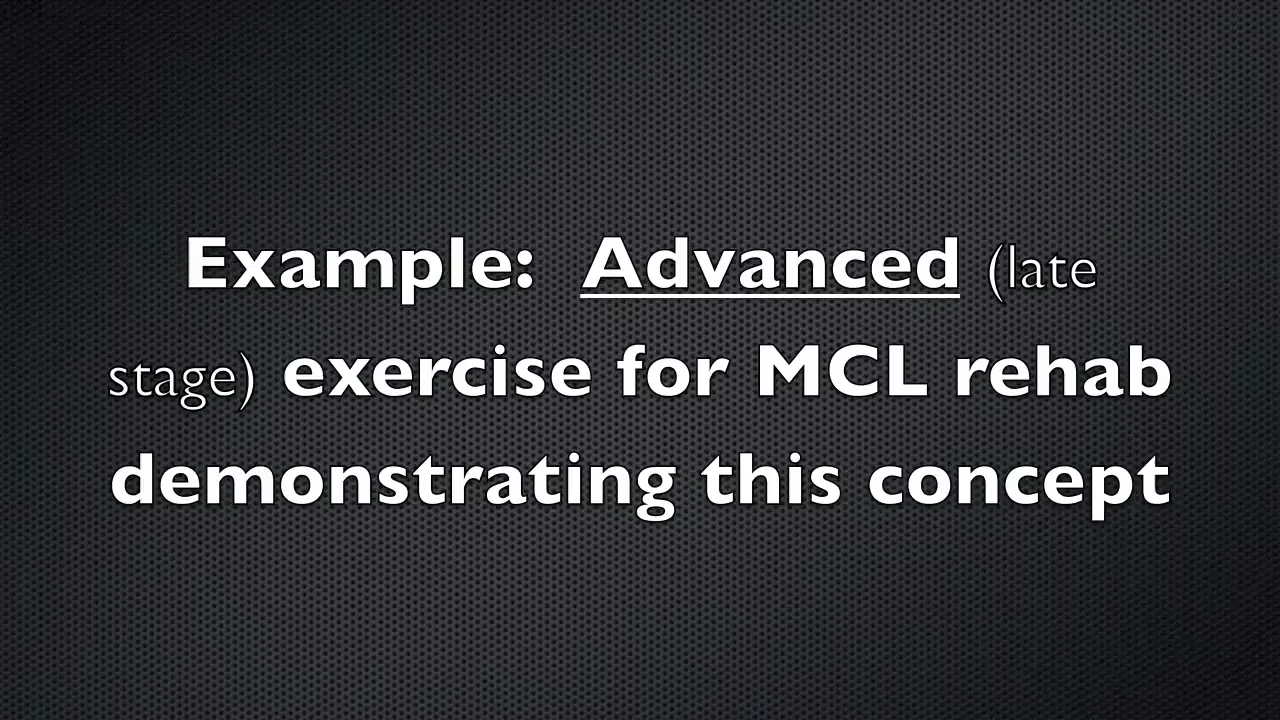 Example: Advanced (late
stage) exercise for MCL rehab
demonstrating this concept